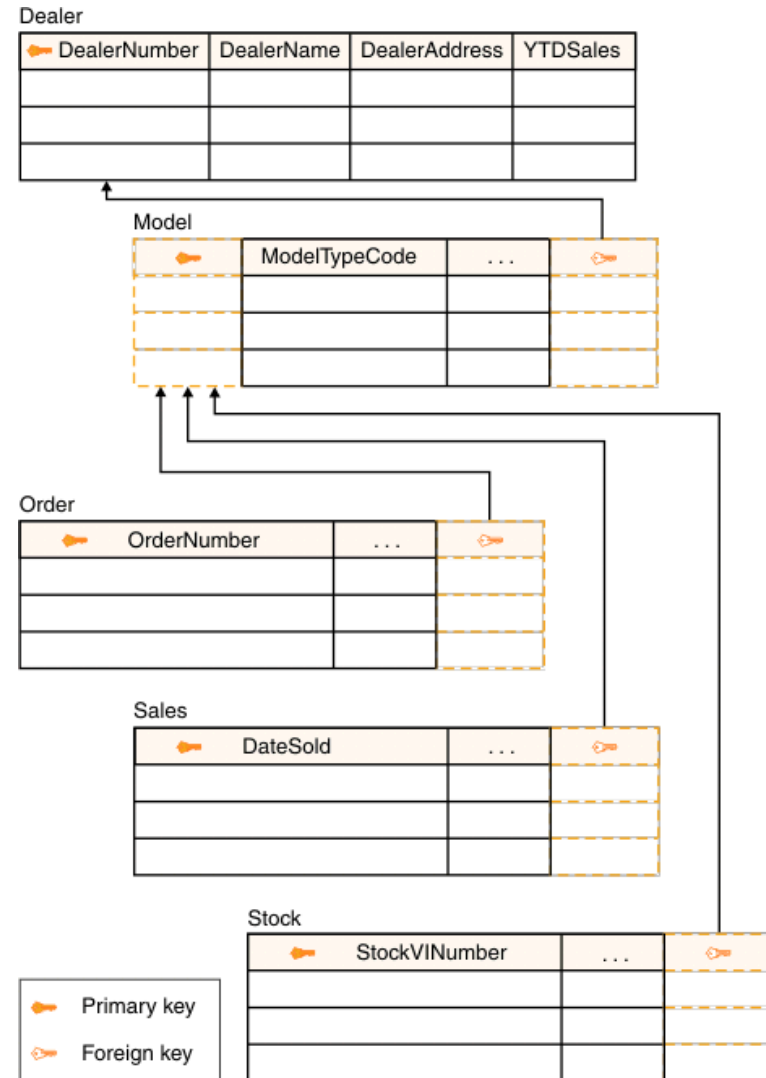 Dealer
DealerNumber DealerName DealerAddress YTDSales
Model
ModelTypeCode ...
Order
OrderNumber ...
Sales
DateSold ...
Stock
StockVINumber ...
Primary key
Foreign key